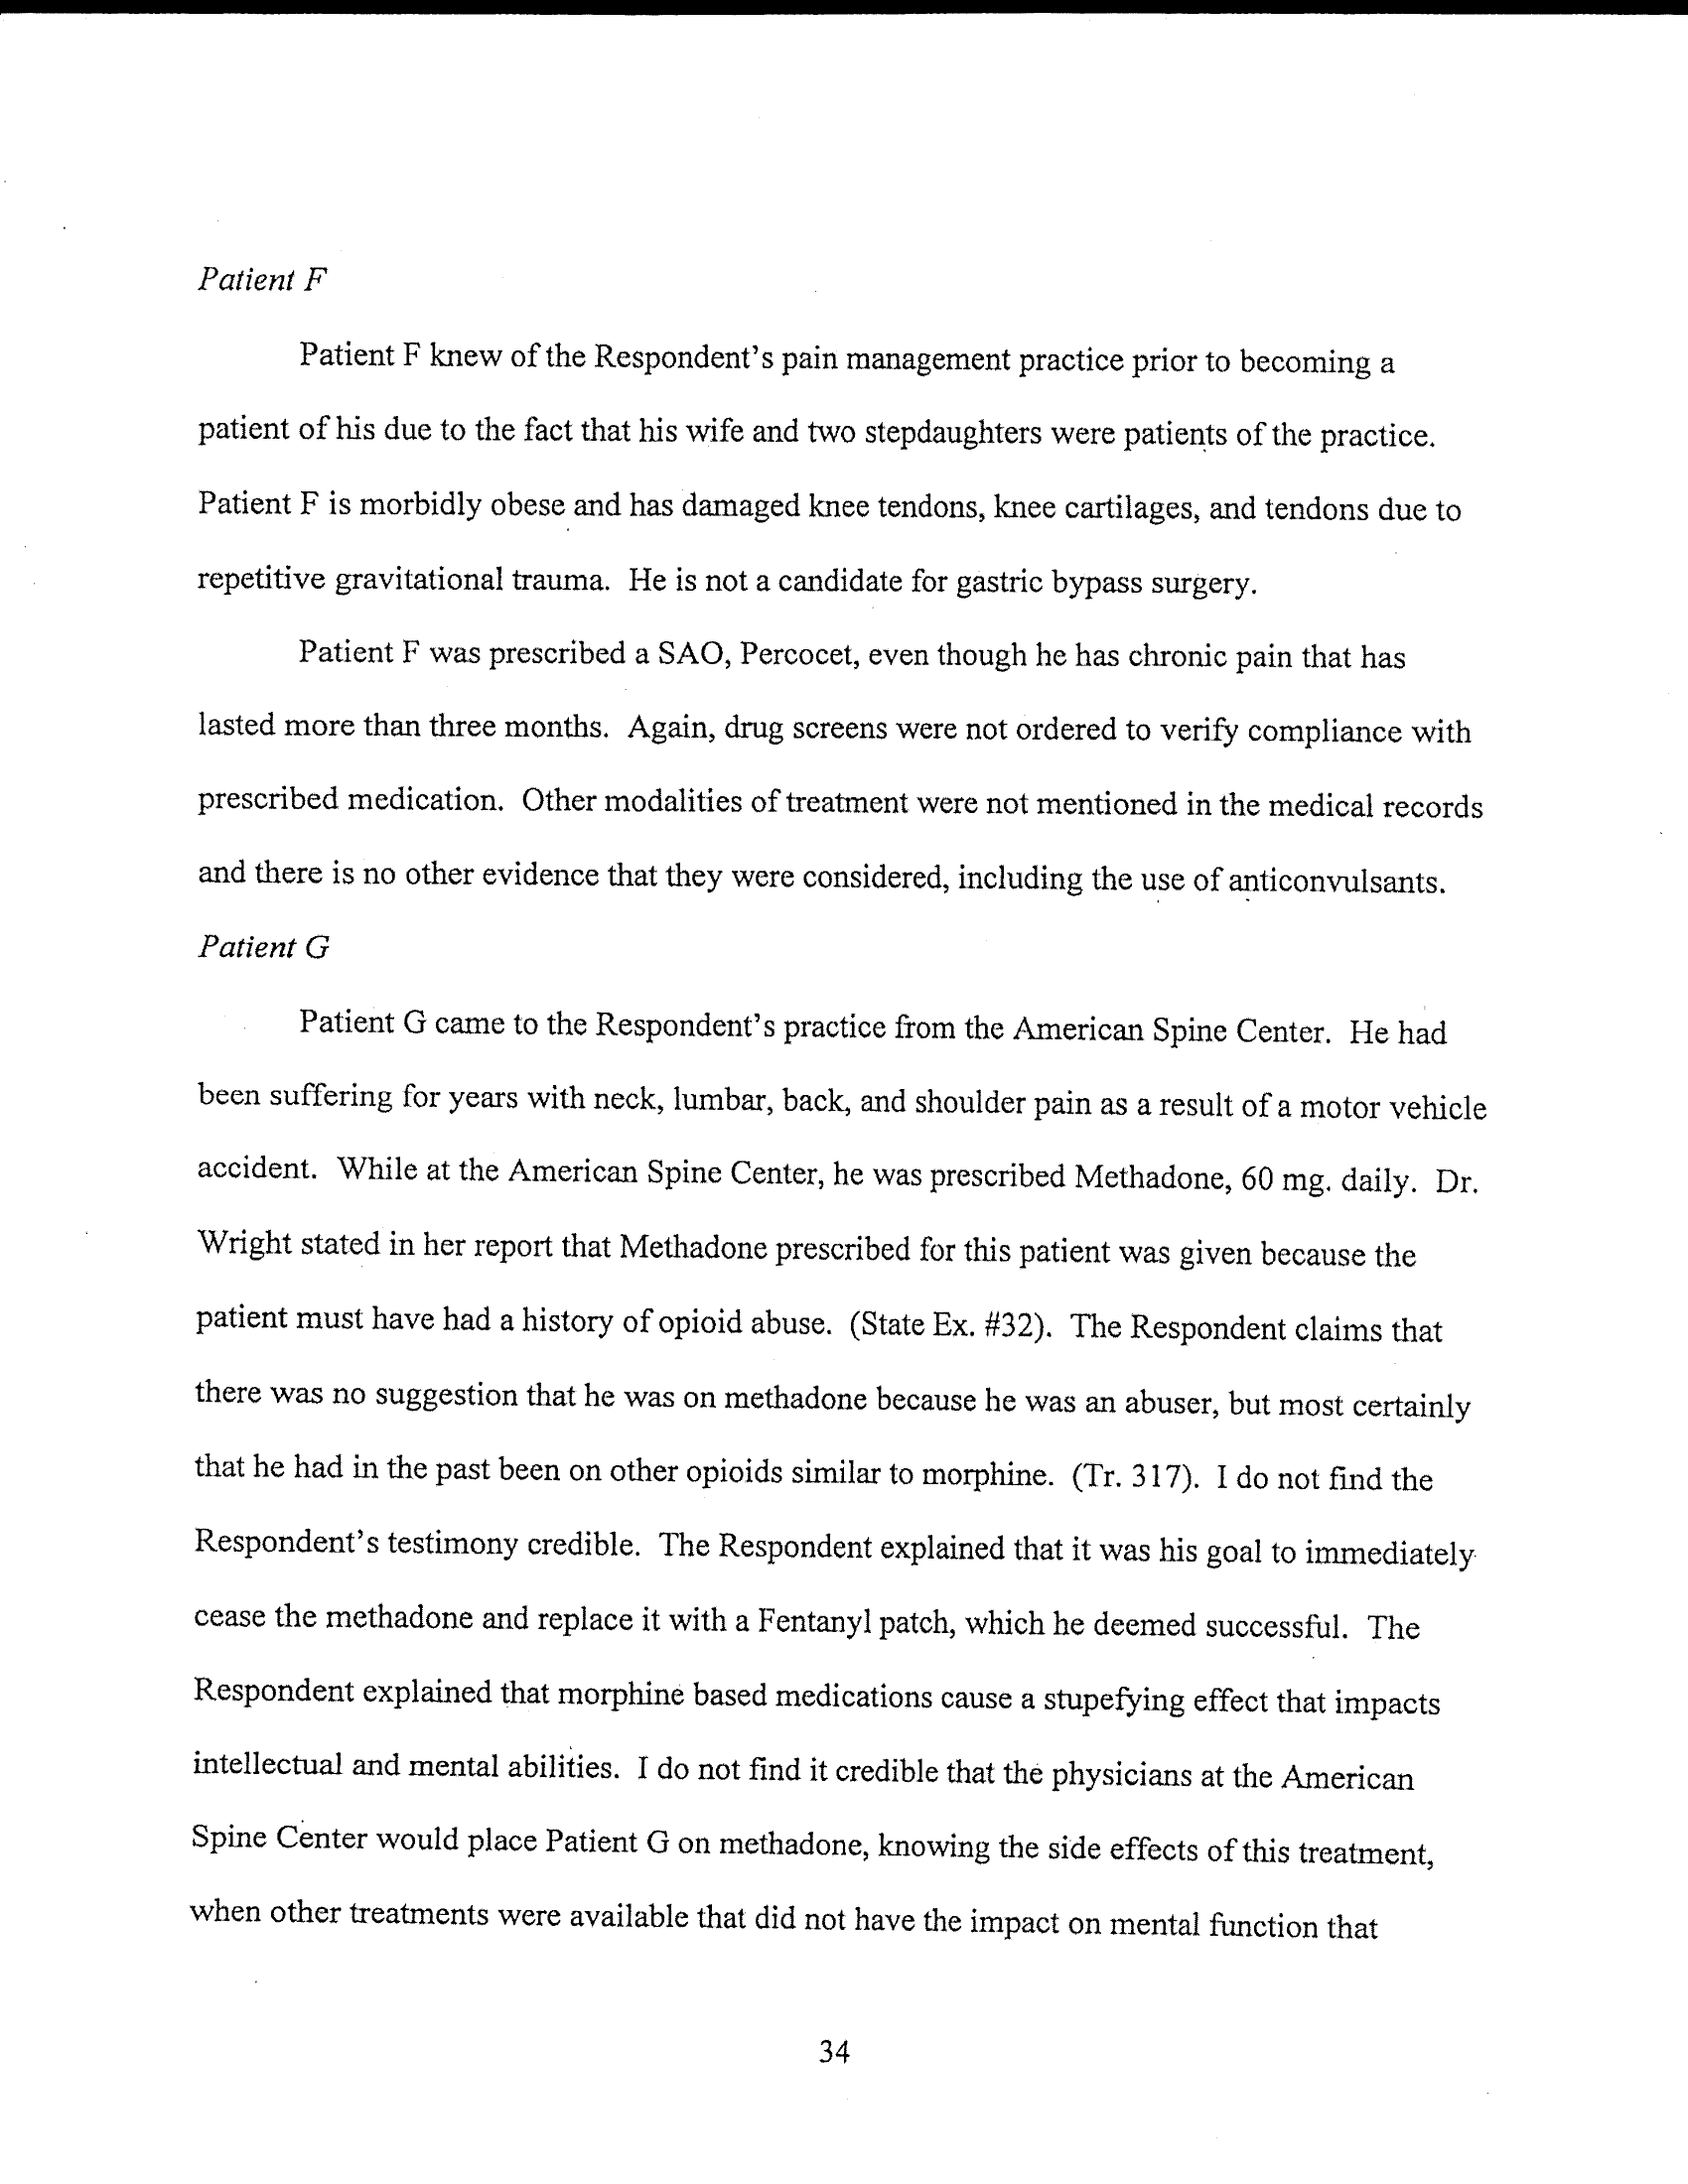 Patient F
Patient F knew of the Respondent's pain management practice prior to becoming a
patient of his due to the fact that his wife and two stepdaughters were patients of the practice.
Patient F is morbidly obese and has damaged knee tendons, knee cartilages, and tendons due to
repetitive gravitational trauma. He is not a candidate for gastric bypass surgery.
Patient F was prescribed a SAO, Percocet, even though he has chronic pain that has
lasted more than three months. Again, drug screens were not ordered to verify compliance with
prescribed medication. Other modalities of treatment were not mentioned in the medical records
and there is no other evidence that they were considered, including the use of anticonvulsants.
Patient G
Patient G came to the Respondent's practice from the American Spine Center. He had
been suffering for years with neck, lumbar, back, and shoulder pain as a result of a motor vehicle
accident. While at the American Spine Center, he was prescribed Methadone, 60 mg. daily. Dr.
Wright stated in her report that Methadone prescribed for this patient was given because the
patient must have had a history of opioid abuse. (State Ex. #32). The Respondent claims that
there was no suggestion that he was on methadone because he was an abuser, but most certainly
that he had in the past been on other opioids similar to morphine. (Tr. 317). I do not find the
Respondent's testimony credible. The Respondent explained that it was his goal to immediately
cease the methadone and replace it with a Fentanyl patch, which he deemed successful. The
Respondent explained that morphine based medications cause a stupefying effect that impacts
intellectual and mental abilities. I do not find it credible that the physicians at the American
Spine Center would place Patient G on methadone, knowing the side effects of this treatment,
when other treatments were available that did not have the impact on mental function that
34